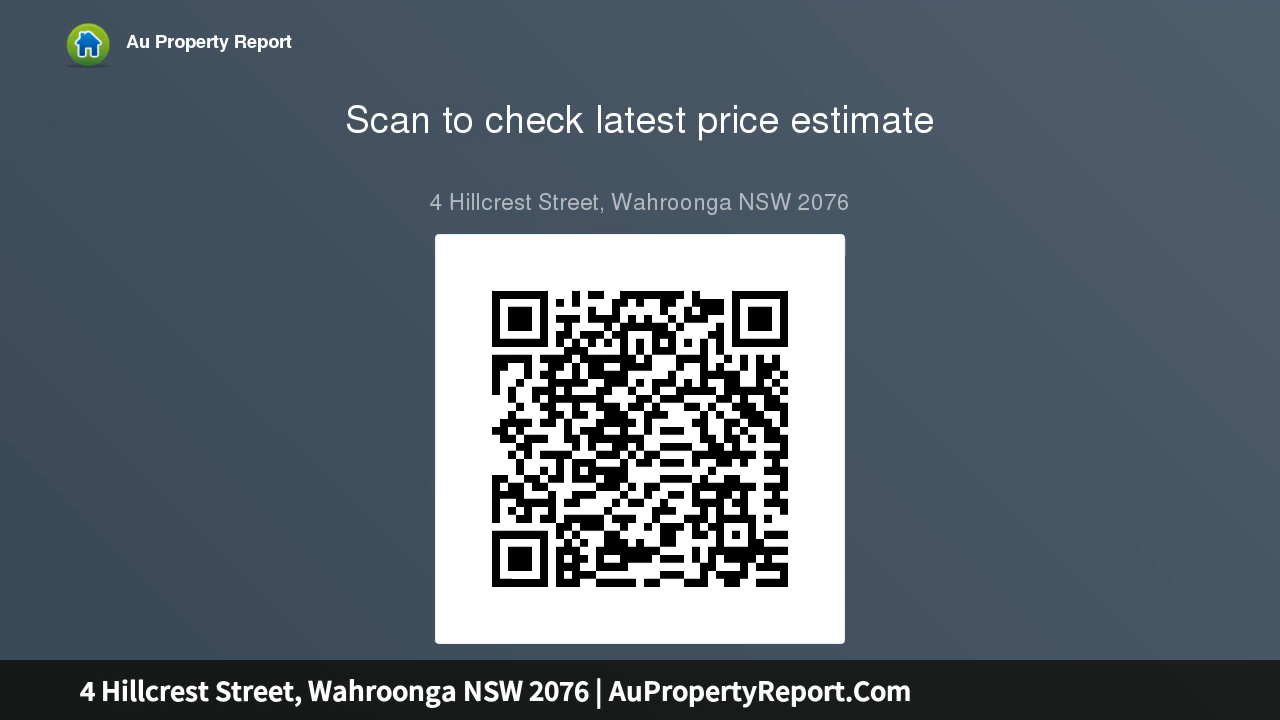 Au Property Report
Scan to check latest price estimate
4 Hillcrest Street, Wahroonga NSW 2076
4 Hillcrest Street, Wahroonga NSW 2076 | AuPropertyReport.Com